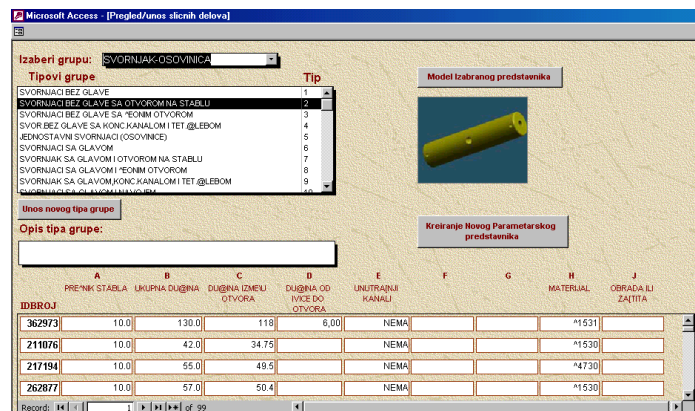 Microsoft Access - [Pregled/unos slicnih delova]
Izaberi grupu: SVORNJAK-OSOVINICA
Tipovi grupe Tip
SVORNJACI BEZ GLAVE 1
SVORNJACI BEZ GLAVE SA OTVOROM NA STABLU 2
SVORNJACI BEZ GLAVE SA ^EONIM OTVOROM 3
SVOR.BEZ GLAVE SA KONC.KANALOM I TET.@LEBOM 4
JEDNOSTAVNI SVORNJACI (OSOVINICE) 5
SVORNJACI SA GLAVOM 6
SVORNJAK SA GLAVOM I OTVOROM NA STABLU 7
SVORNJACI SA GLAVOM I ^EONIM OTVOROM 8
SVORNJAK SA GLAVOM,KONC.KANALOM I TET.@LEBOM 9
SVORNJACI SA GLAVOM I NAVOJEM 10
Model Izabranog predstavnika
Unos novog tipa grupe
Opis tipa grupe:
Kreiranje Novog Parametarskog
predstavnika
A B C D E F G H J
IDBROJ PRE^NIK STABLA UKUPNA DU@INA DU@INA IZME\U OTVORA DU@INA OD IVICE DO OTVORA UNUTRA[NJI KANALI MATERIJAL OBRADA ILI ZA[TITA
362973 10.0 130.0 118 6,00 NEMA ^1531
211076 10.0 42.0 34.75 NEMA ^1530
217194 10.0 55.0 49.5 NEMA ^4730
262877 10.0 57.0 50.4 NEMA ^1530
Record: 1 of 99